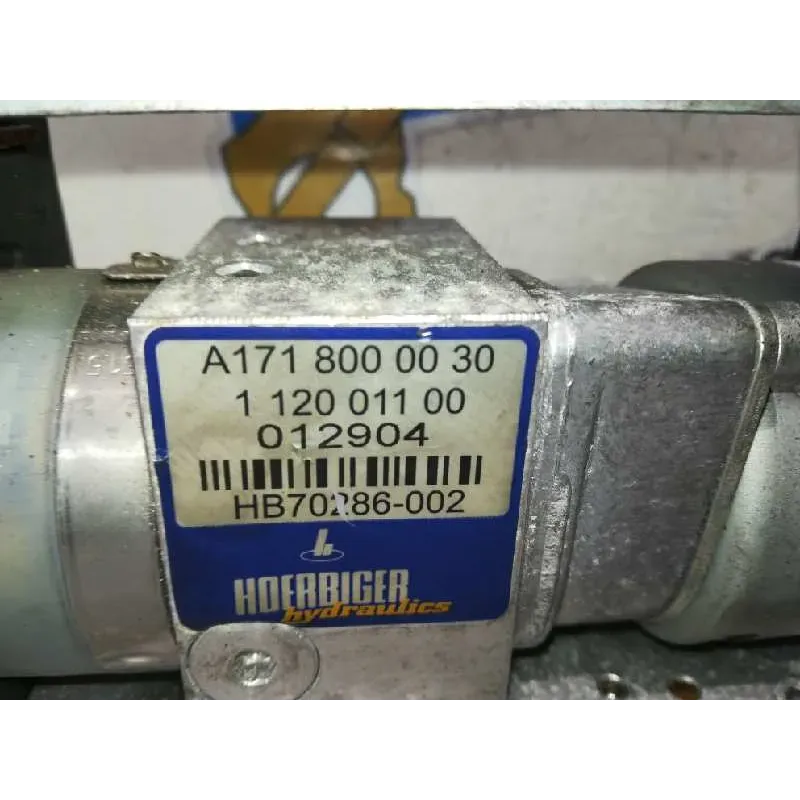 A171 800 00 30
1 120 011 00
012904
HB70286-002
HOERBIGER
hydraulics